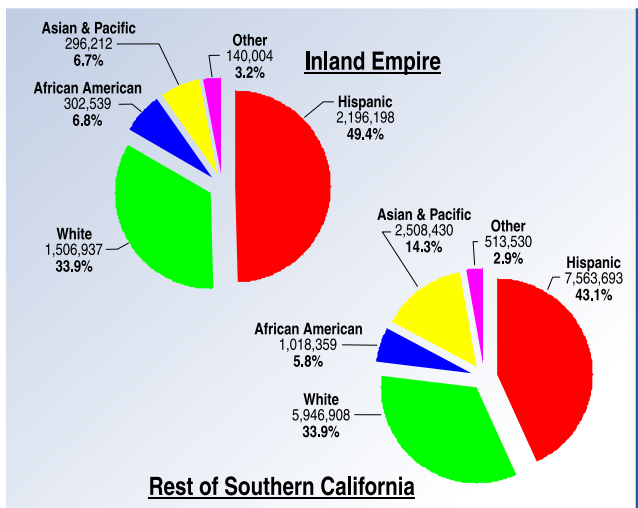 Inland Empire
Asian & Pacific
296,212
6.7%
Other
140,004
3.2%
African American
302,539
6.8%
Hispanic
2,196,198
49.4%
White
1,506,937
33.9%
Asian & Pacific
2,508,430
14.3%
Other
513,530
2.9%
Hispanic
7,563,693
43.1%
African American
1,018,359
5.8%
White
5,946,908
33.9%
Rest of Southern California